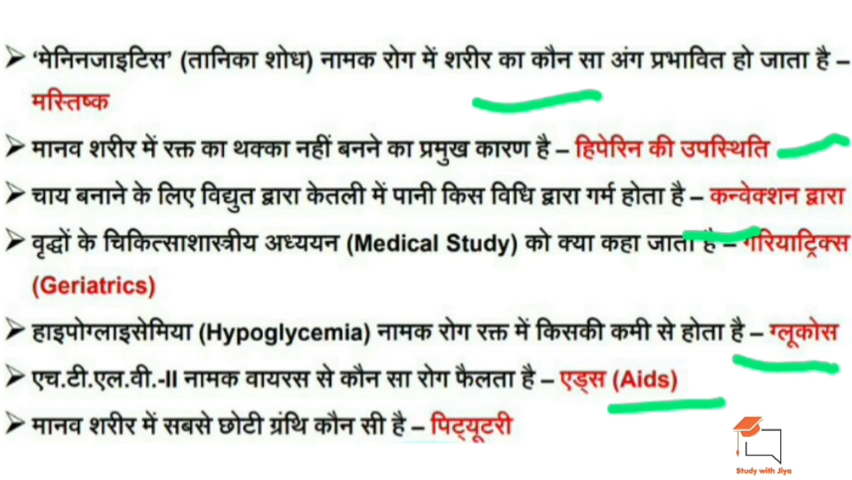 ➢ ‘मेनिनजाइटिस’ (तानिका शोध) नामक रोग में शरीर का कौन सा अंग प्रभावित हो जाता है –
मस्तिष्क
➢ मानव शरीर में रक्त का थक्का नहीं बनने का प्रमुख कारण है – हिपेरिन की उपस्थिति
➢ चाय बनाने के लिए विद्युत द्वारा केतली में पानी किस विधि द्वारा गर्म होता है – कन्वेक्शन द्वारा
➢ वृद्धों के चिकित्साशास्त्रीय अध्ययन (Medical Study) को क्या कहा जाता है – गेरियाट्रिक्स
(Geriatrics)
➢ हाइपोग्लाइसेमिया (Hypoglycemia) नामक रोग रक्त में किसकी कमी से होता है – ग्लूकोस
➢ एच.टी.एल.वी.-II नामक वायरस से कौन सा रोग फैलता है – एड्स (Aids)
➢ मानव शरीर में सबसे छोटी ग्रंथि कौन सी है – पिट्यूटरी
Study with Jiya